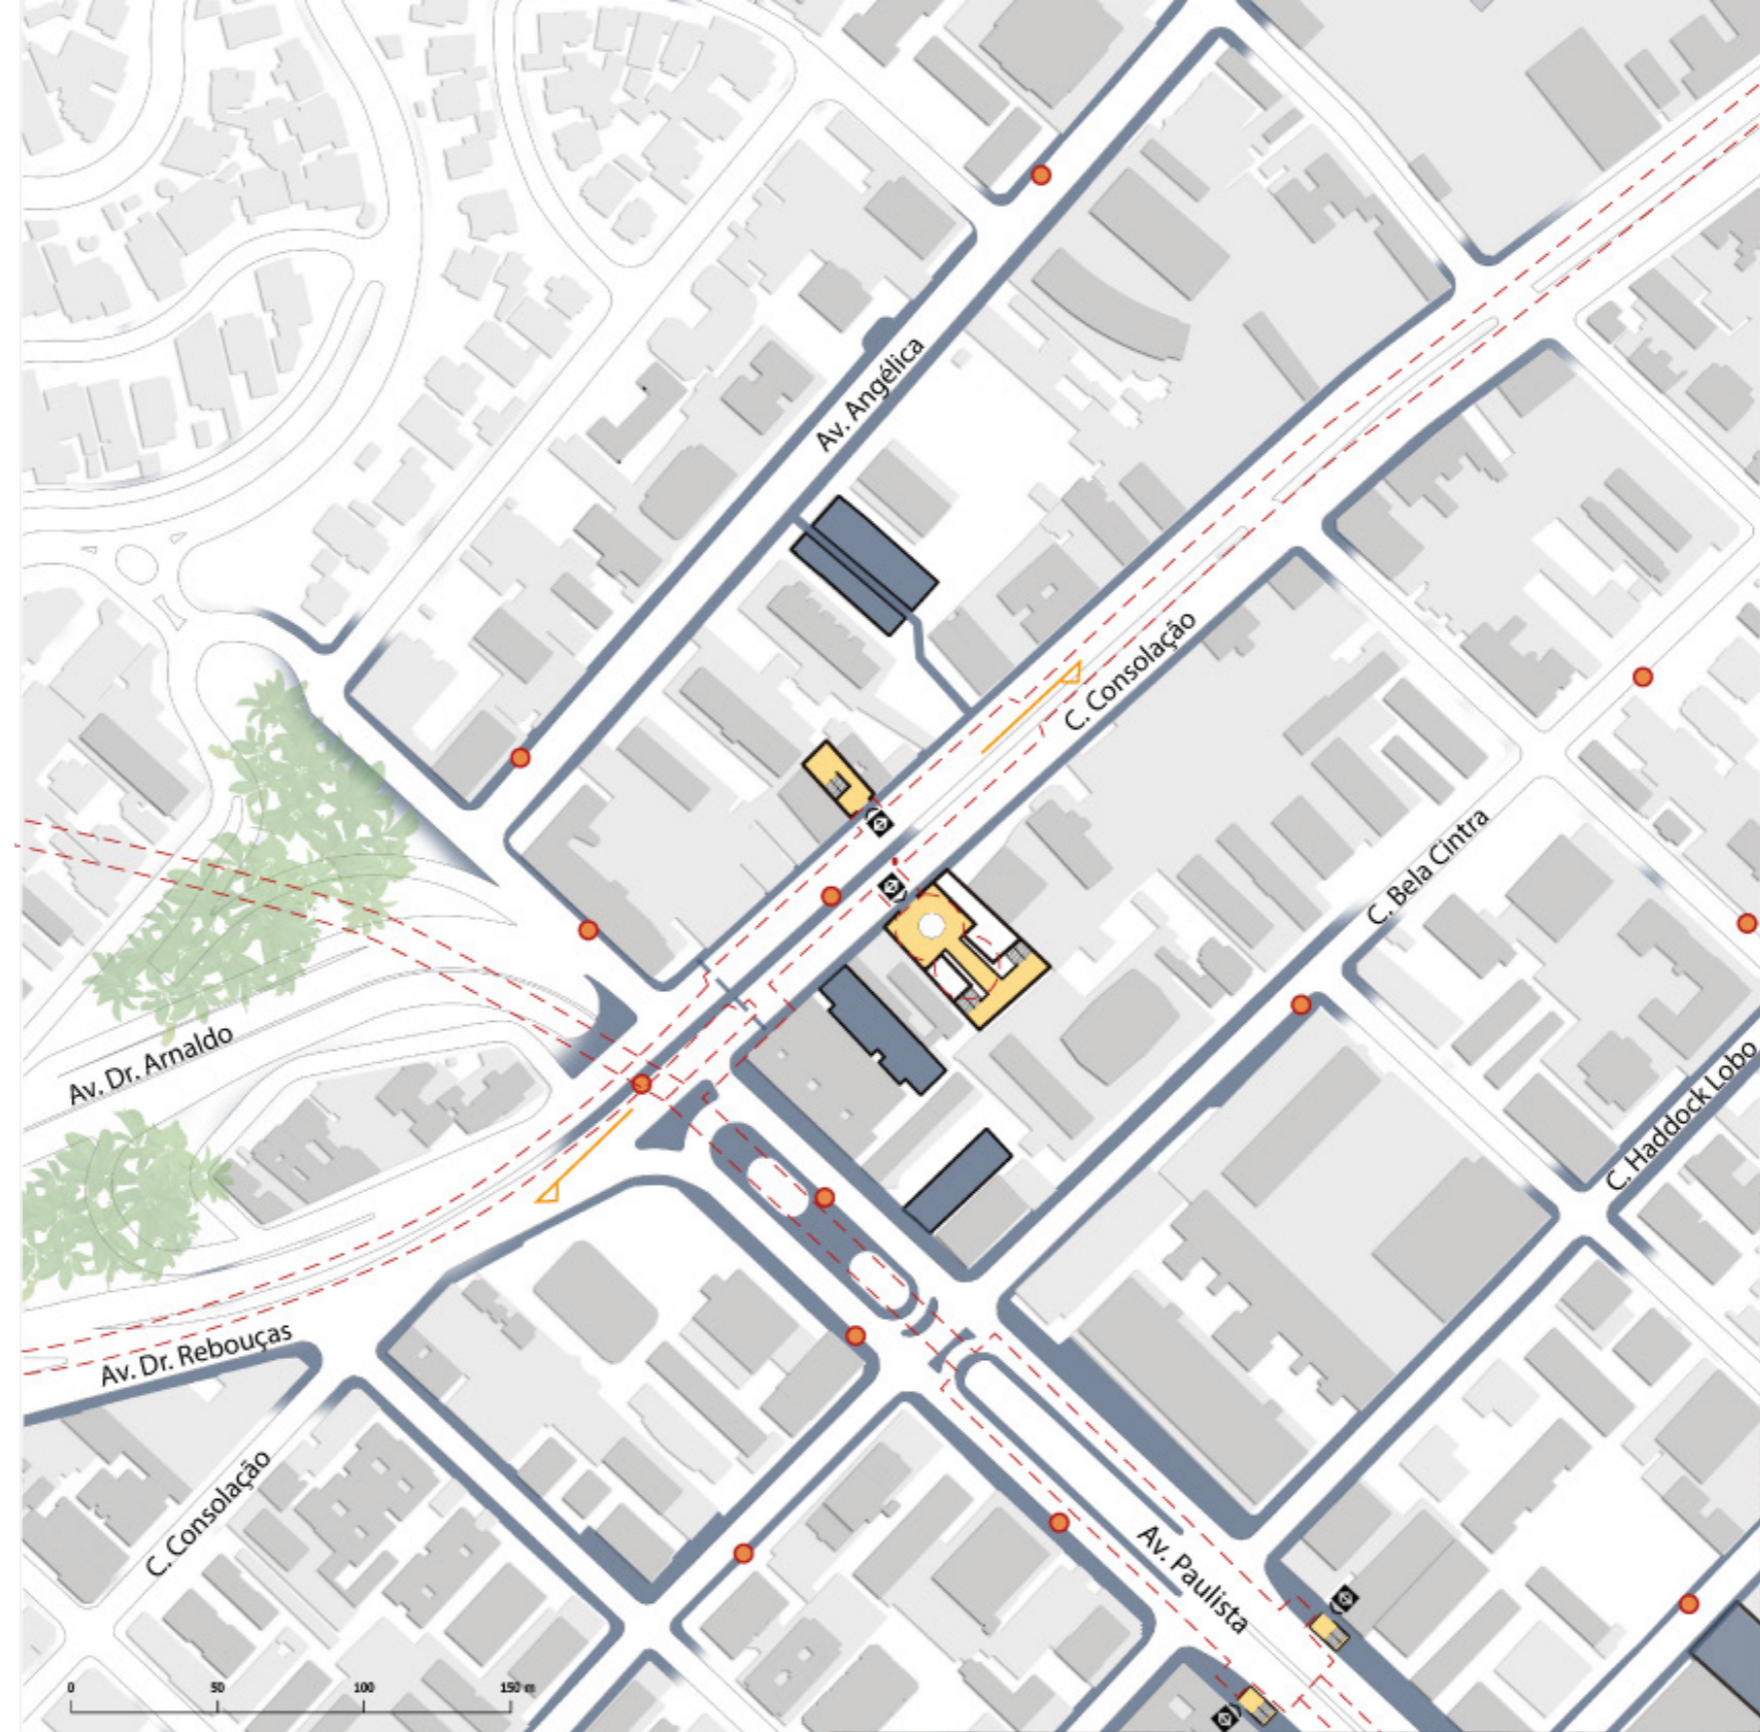 Av. Angélica
C. Consolação
C. Bela Cintra
Av. Dr. Arnaldo
C. Haddock Lobo
Av. Dr. Rebouças
C. Consolação
Av. Paulista
0 50 100 150 m